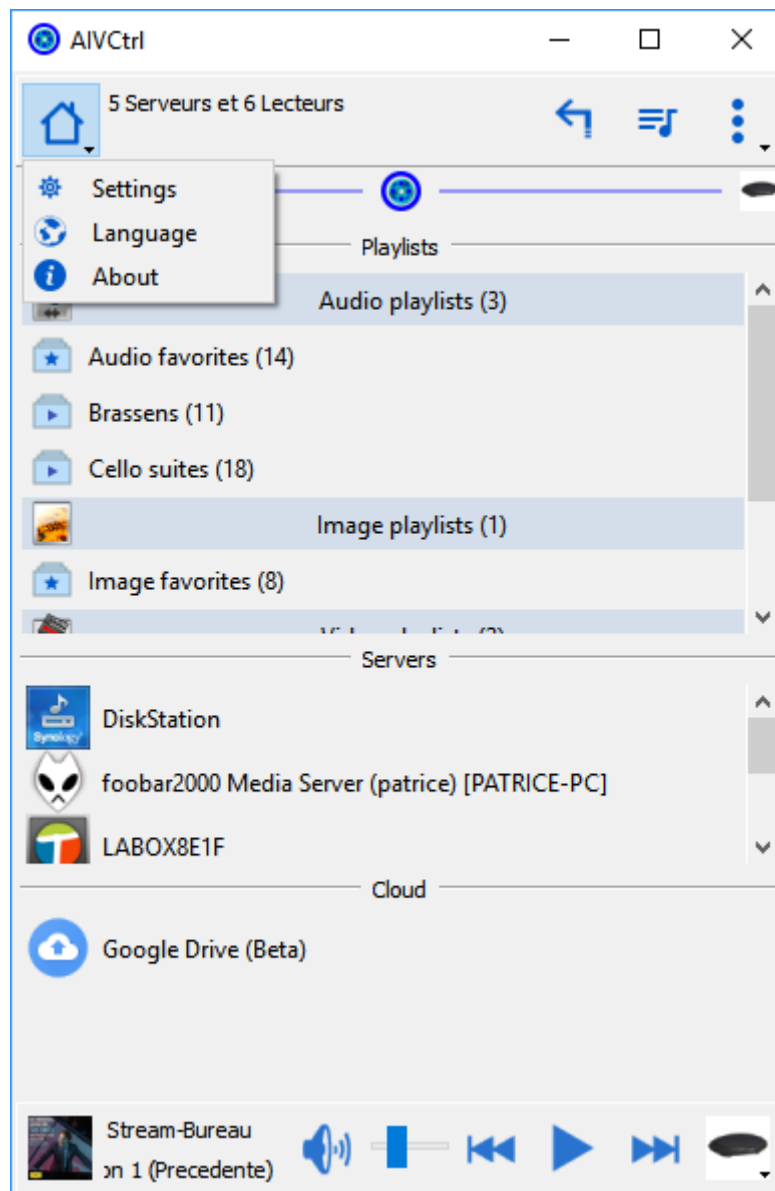 AIVCtrl
5 Serveurs et 6 Lecteurs
Settings
Language
About
Playlists
Audio playlists (3)
Audio favorites (14)
Brassens (11)
Cello suites (18)
Image playlists (1)
Image favorites (8)
Servers
Synology
DiskStation
foobar2000 Media Server (patrice) [PATRICE-PC]
LABOX8E1F
Cloud
Google Drive (Beta)
Stream-Bureau
on 1 (Precedente)